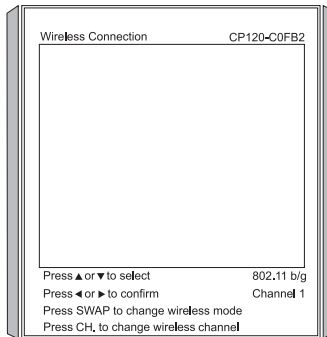 Wireless Connection CP120-C0FB2
Press ▲ or ▼ to select 802.11 b/g
Press ◄ or ► to confirm Channel 1
Press SWAP to change wireless mode
Press CH. to change wireless channel